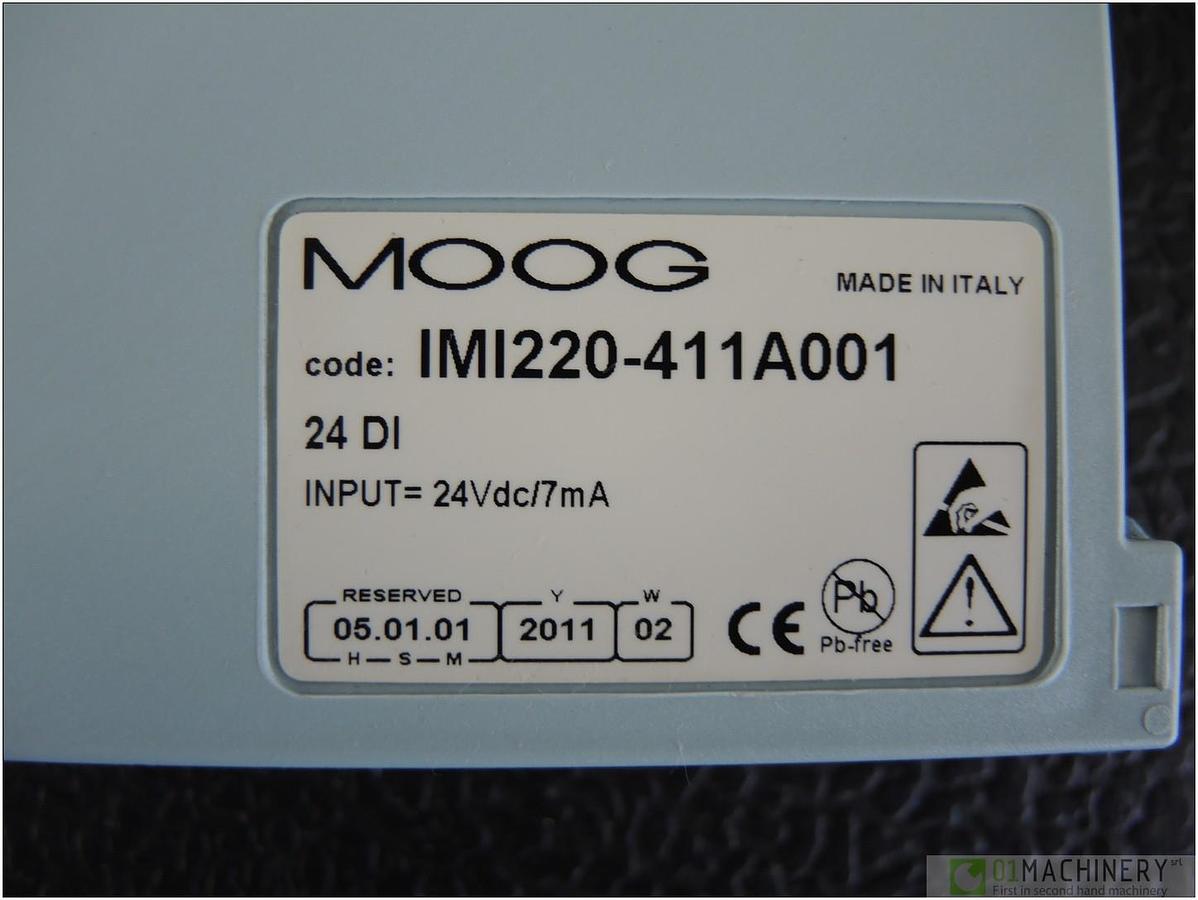 MOOG
MADE IN ITALY
code: IMI220-411A001
24 DI
INPUT= 24Vdc/7mA
RESERVED Y W
05.01.01 2011 02
H S M
CE
Pb
Pb-free
01MACHINERY srl
First in second hand machinery